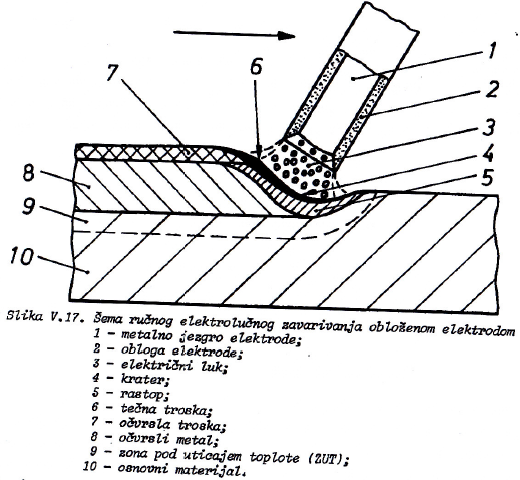 1
2
3
4
5
6
7
8
9
10
Slika V.17. Šema ručnog elektrolučnog zavarivanja obloženom elektrodom
1 - metalno jezgro elektrode;
2 - obloga elektrode;
3 - električni luk;
4 - krater;
5 - rastop;
6 - tečna troska;
7 - očvrsla troska;
8 - očvrsli metal;
9 - zona pod uticajem toplote (ZUT);
10 - osnovni materijal.